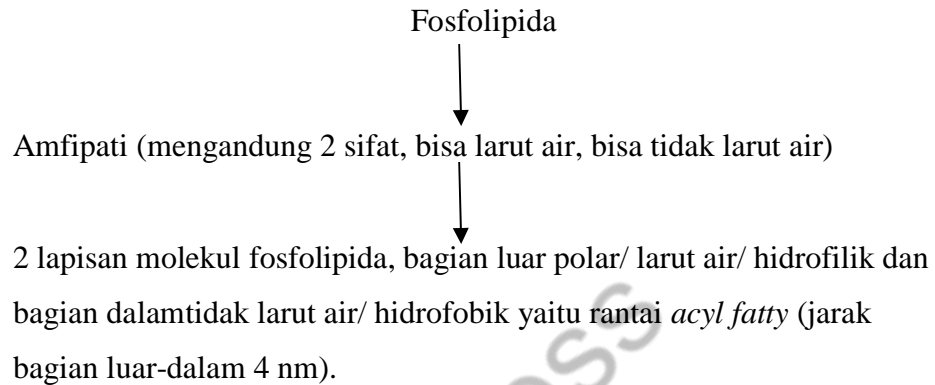 Fosfolipida
Amfipati (mengandung 2 sifat, bisa larut air, bisa tidak larut air)
2 lapisan molekul fosfolipida, bagian luar polar/ larut air/ hidrofilik dan
bagian dalamtidak larut air/ hidrofobik yaitu rantai acyl fatty (jarak
bagian luar-dalam 4 nm).